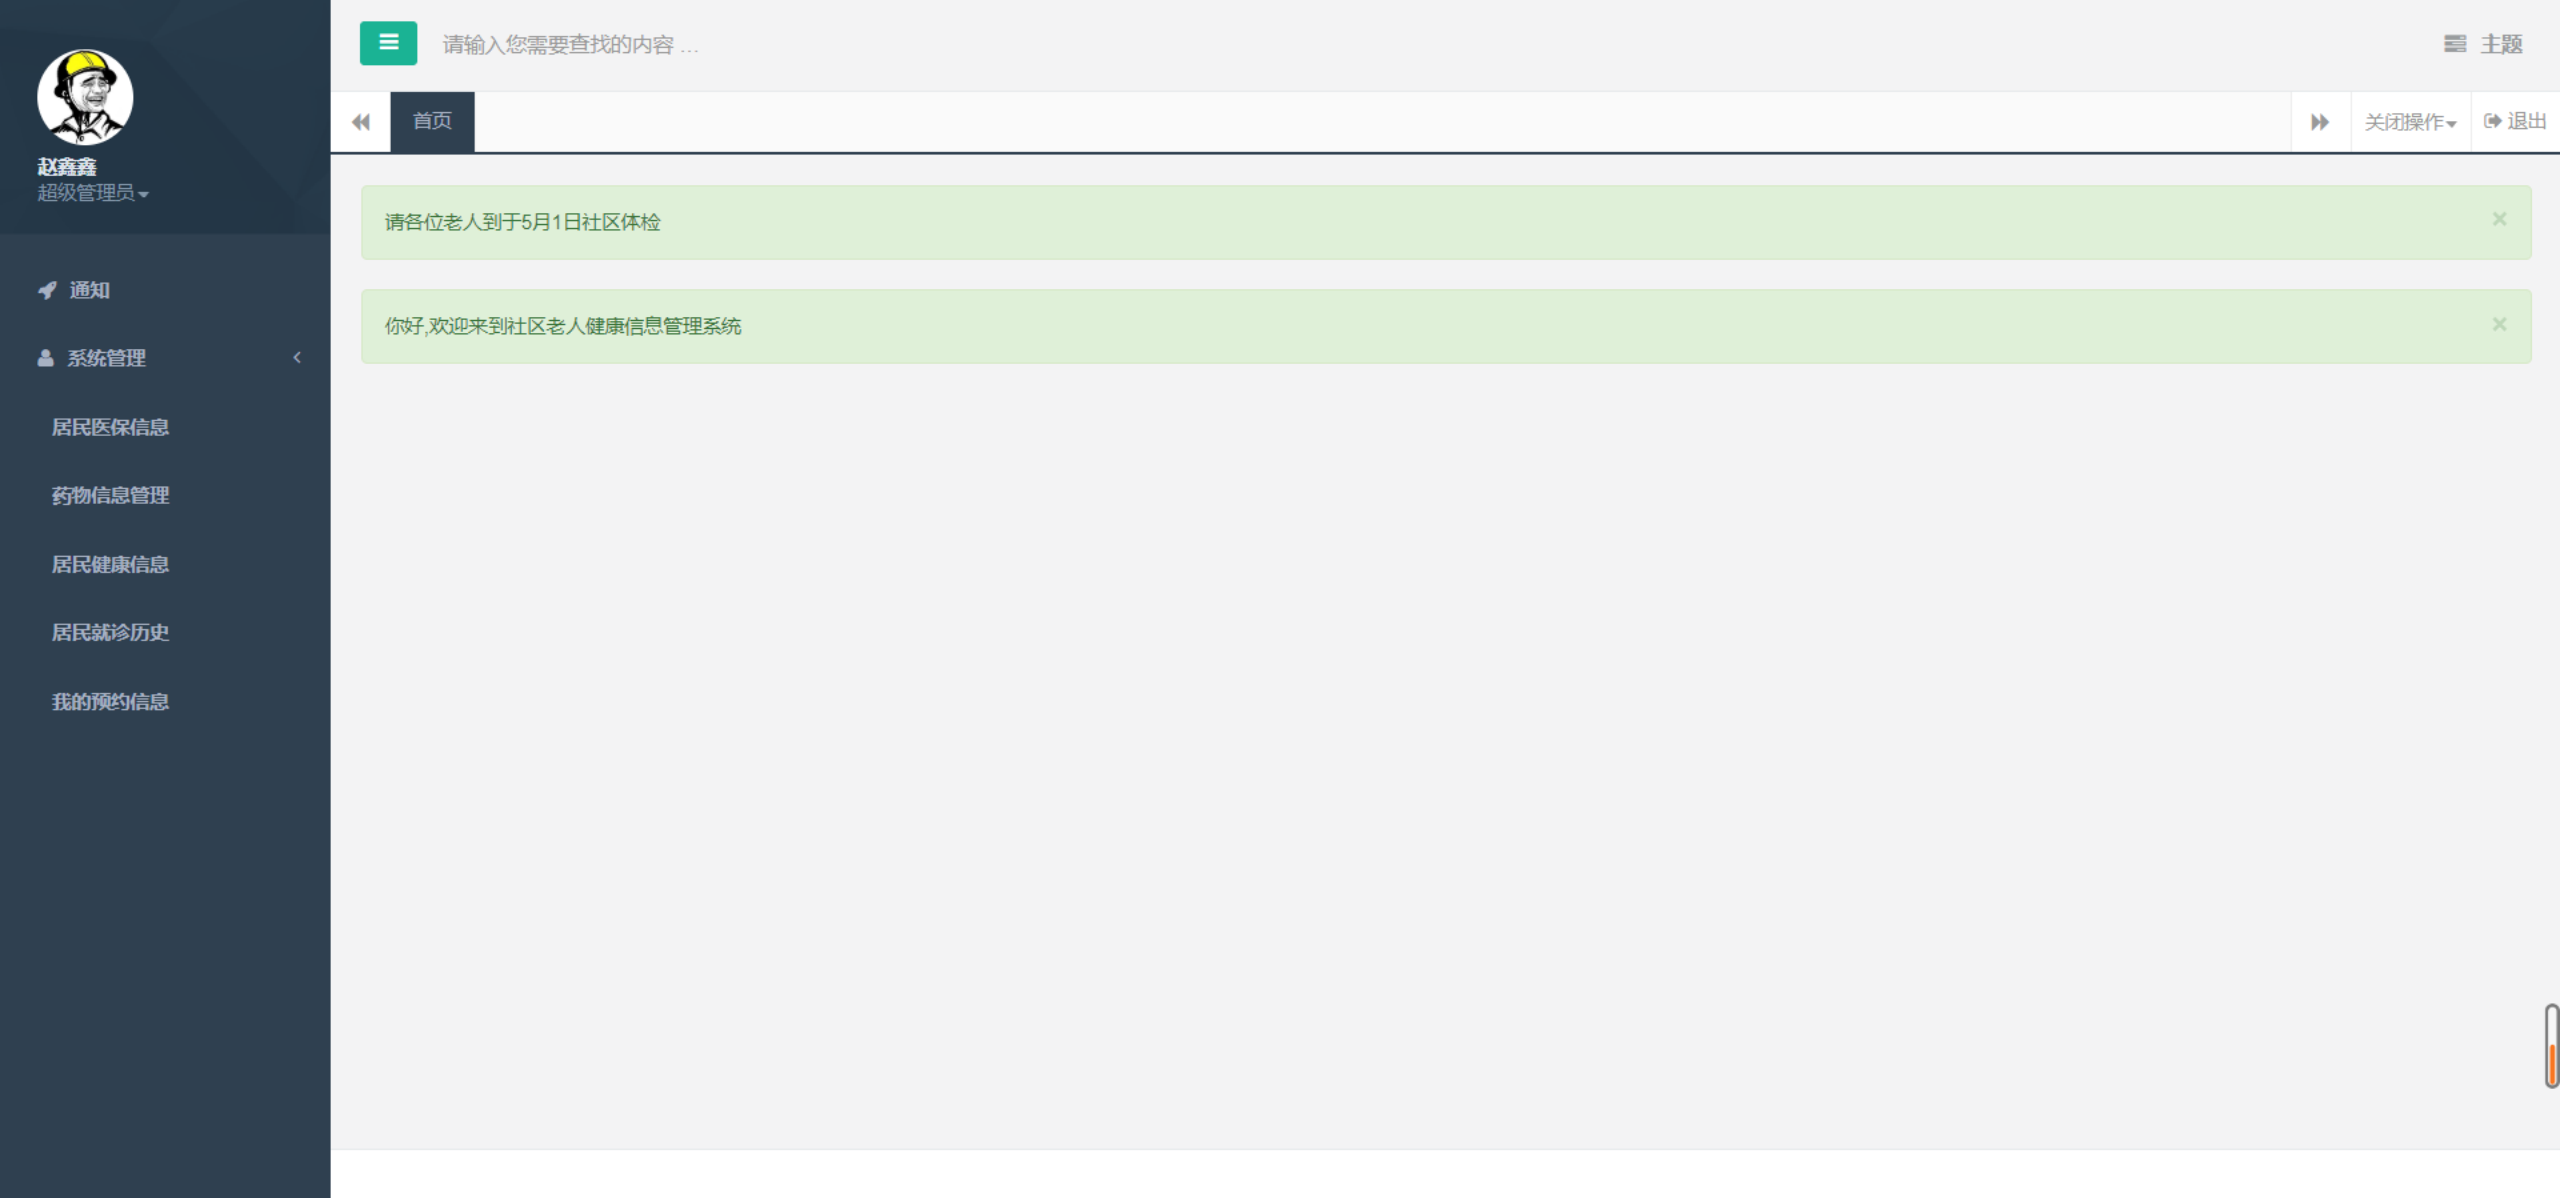 赵鑫鑫
超级管理员
通知
系统管理
居民医保信息
药物信息管理
居民健康信息
居民就诊历史
我的预约信息
请输入您需要查找的内容 …
主题
首页
关闭操作
退出
请各位老人到于5月1日社区体检
×
你好,欢迎来到社区老人健康信息管理系统
×